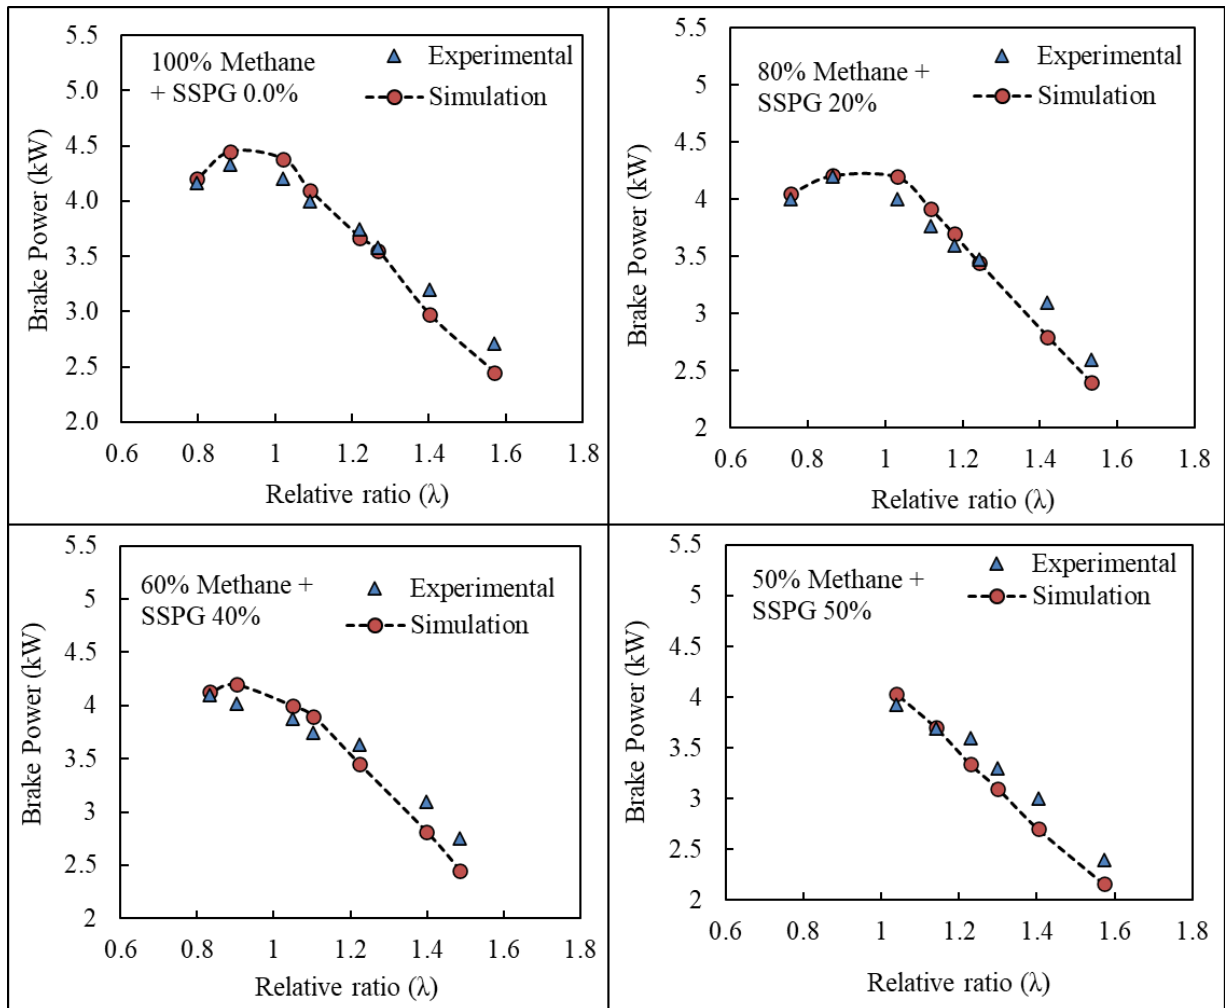 100% Methane
+ SSPG 0.0%
Experimental
Simulation
Brake Power (kW)
5.5
5.0
4.5
4.0
3.5
3.0
2.5
2.0
0.6 0.8 1 1.2 1.4 1.6 1.8
Relative ratio (λ)
80% Methane +
SSPG 20%
Experimental
Simulation
Brake Power (kW)
5.5
5
4.5
4
3.5
3
2.5
2
0.6 0.8 1 1.2 1.4 1.6 1.8
Relative ratio (λ)
60% Methane +
SSPG 40%
Experimental
Simulation
Brake Power (kW)
5.5
5
4.5
4
3.5
3
2.5
2
0.6 0.8 1 1.2 1.4 1.6 1.8
Relative ratio (λ)
50% Methane +
SSPG 50%
Experimental
Simulation
Brake Power (kW)
5.5
5
4.5
4
3.5
3
2.5
2
0.6 0.8 1 1.2 1.4 1.6 1.8
Relative ratio (λ)